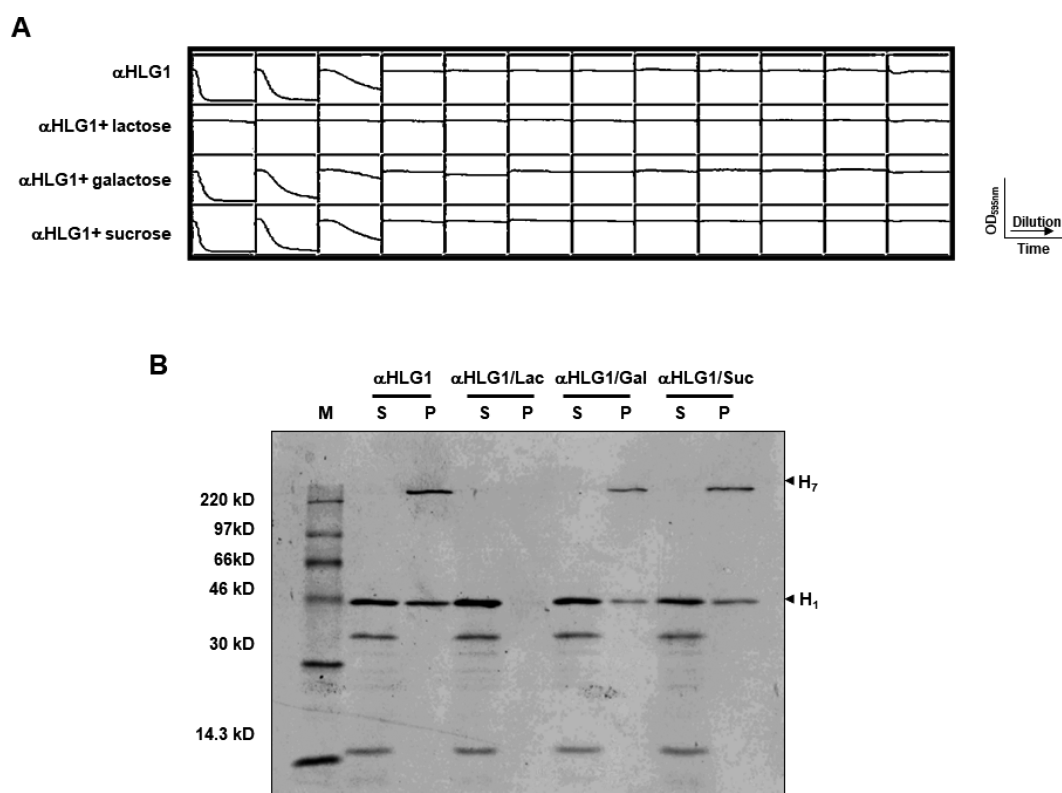 A
αHLG1
αHLG1+ lactose
αHLG1+ galactose
αHLG1+ sucrose
OD595nm
Dilution
Time
B
αHLG1 αHLG1/Lac αHLG1/Gal αHLG1/Suc
M S P S P S P S P
220 kD
97kD
66kD
46 kD
30 kD
14.3 kD
H7
H1